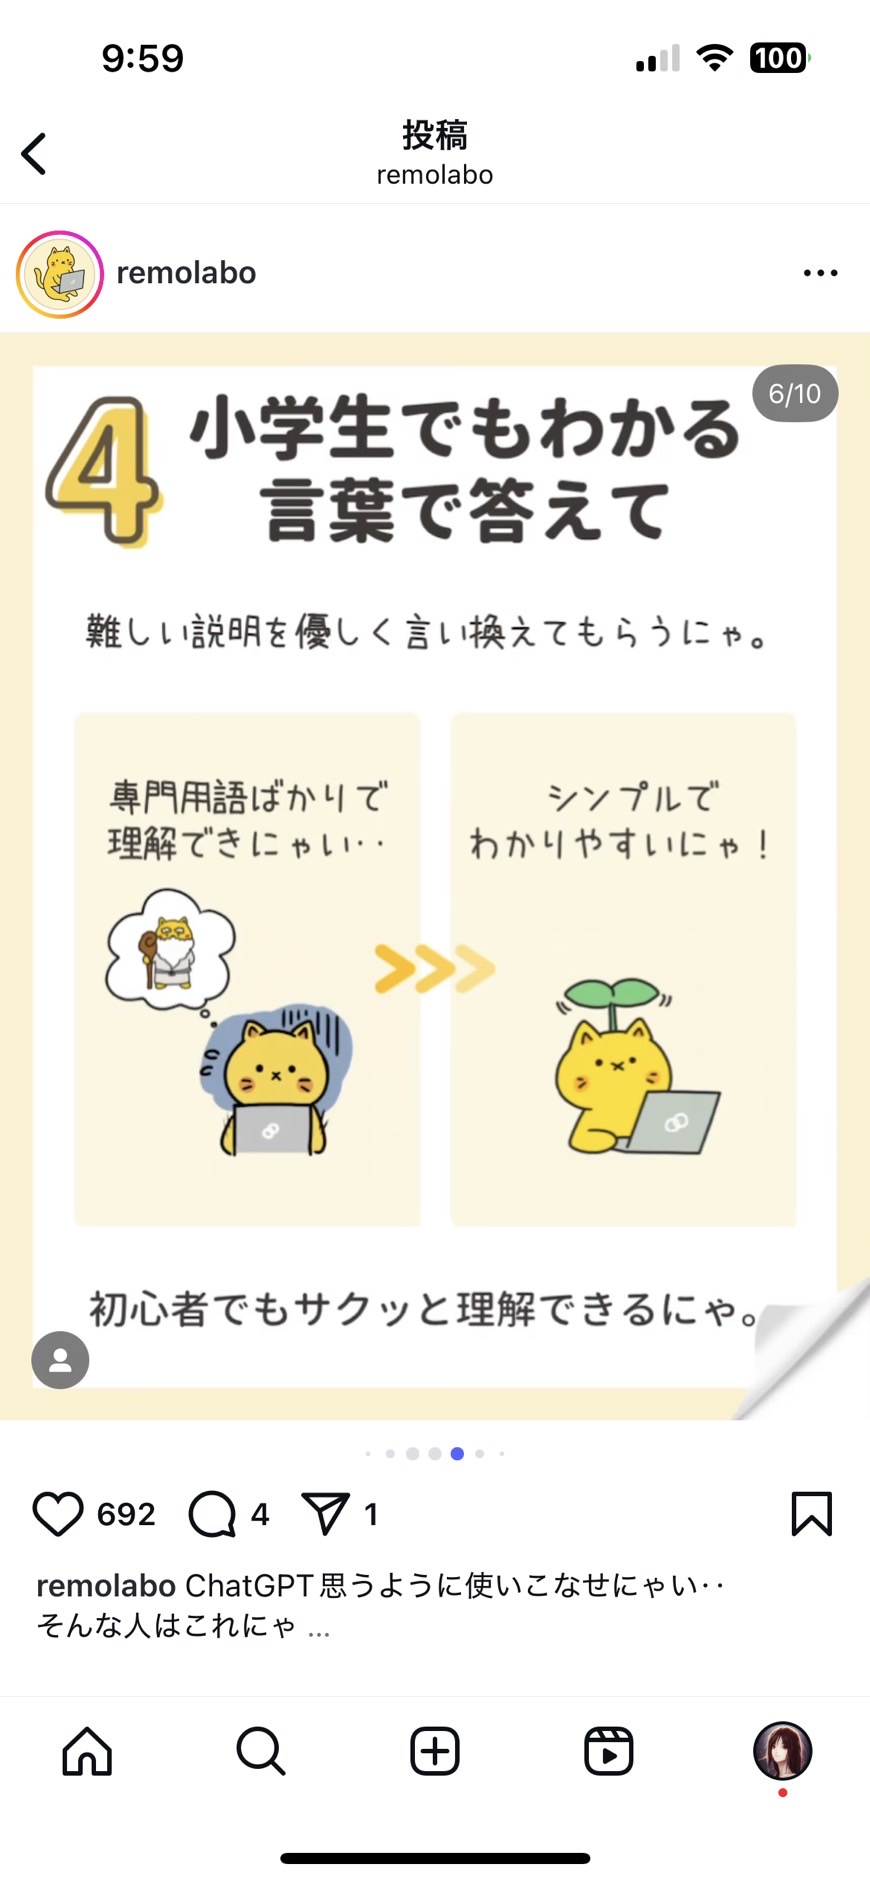 9:59
100
投稿
remolabo
remolabo
6/10
4
小学生でもわかる
言葉で答えて
難しい説明を優しく言い換えてもらうにゃ。
専門用語ばかりで
理解できにゃい‥
シンプルで
わかりやすいにゃ！
初心者でもサクッと理解できるにゃ。
692
4
1
remolabo ChatGPT思うように使いこなせにゃい‥
そんな人はこれにゃ ...